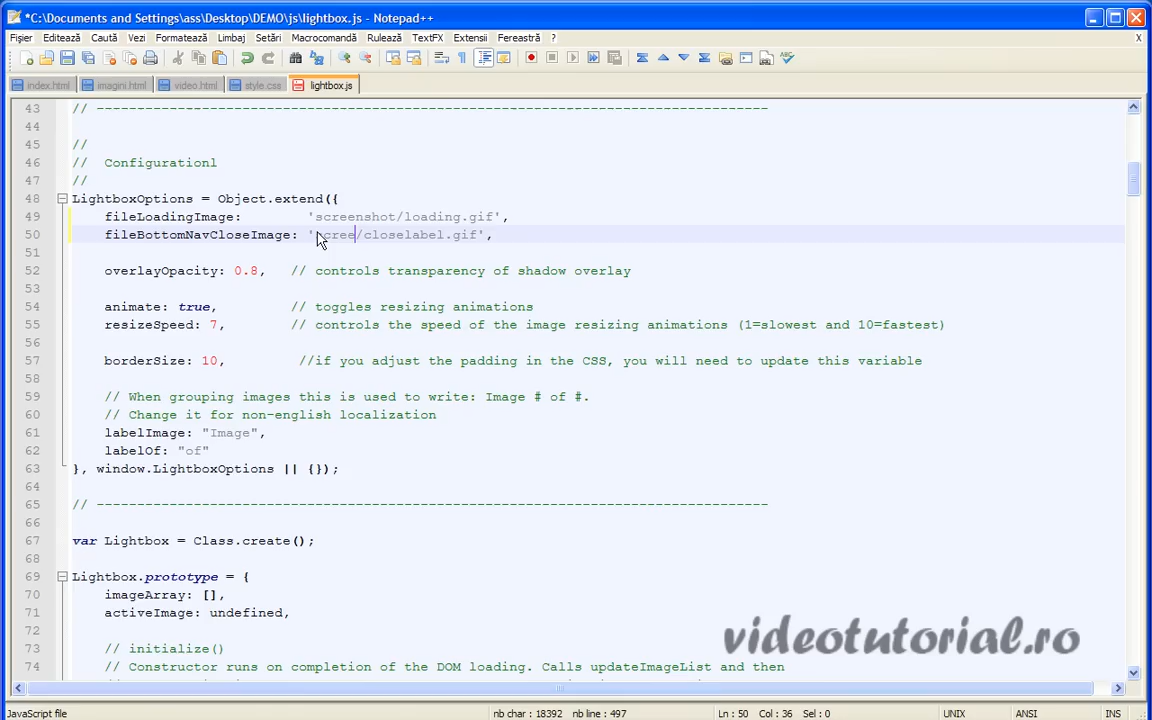 *C:\Documents and Settings\ass\Desktop\DEMO\js\lightbox.js - Notepad++
Fişier Editează Caută Vezi Formatează Limbaj Setări Macrocomandă Rulează TextFX Extensii Fereastră ? X
index.html imagini.html video.html style.css lightbox.js
43 // -----------------------------------------------------------------------------------
44
45 //
46 //  Configurationl
47 //
48 LightboxOptions = Object.extend({
49     fileLoadingImage:        'screenshot/loading.gif',
50     fileBottomNavCloseImage: 'scree/closelabel.gif',
51
52     overlayOpacity: 0.8,   // controls transparency of shadow overlay
53
54     animate: true,         // toggles resizing animations
55     resizeSpeed: 7,        // controls the speed of the image resizing animations (1=slowest and 10=fastest)
56
57     borderSize: 10,         //if you adjust the padding in the CSS, you will need to update this variable
58
59     // When grouping images this is used to write: Image # of #.
60     // Change it for non-english localization
61     labelImage: "Image",
62     labelOf: "of"
63 }, window.LightboxOptions || {});
64
65 // -----------------------------------------------------------------------------------
66
67 var Lightbox = Class.create();
68
69 Lightbox.prototype = {
70     imageArray: [],
71     activeImage: undefined,
72
73     // initialize()
74     // Constructor runs on completion of the DOM loading. Calls updateImageList and then
videotutorial.ro
JavaScript file nb char : 18392 nb line : 497 Ln : 50 Col : 36 Sel : 0 UNIX ANSI INS